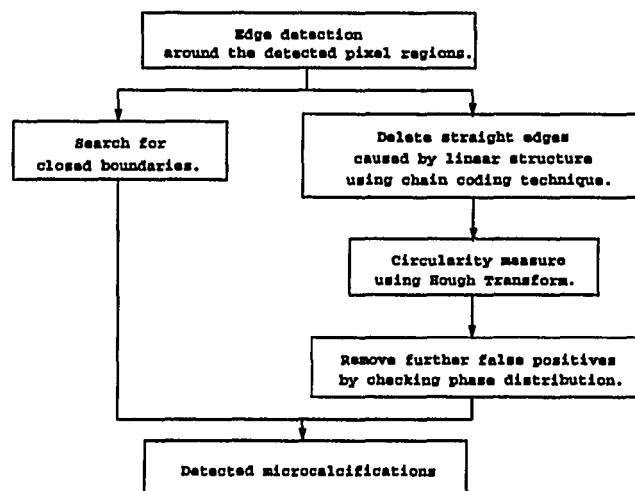 Edge detection
around the detected pixel regions.
Search for
closed boundaries.
Delete straight edges
caused by linear structure
using chain coding technique.
Circularity measure
using Hough Transform.
Remove further false positives
by checking phase distribution.
Detected microcalcifications